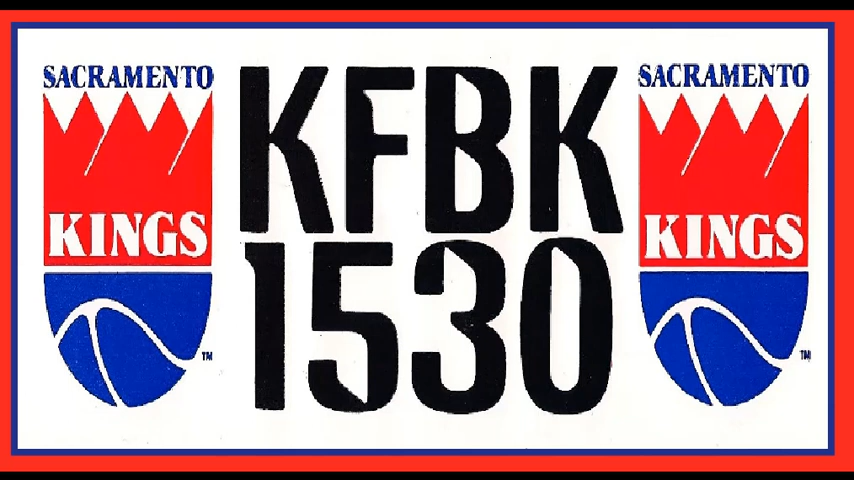 SACRAMENTO
KINGS
™
KFBK
1530
SACRAMENTO
KINGS
™